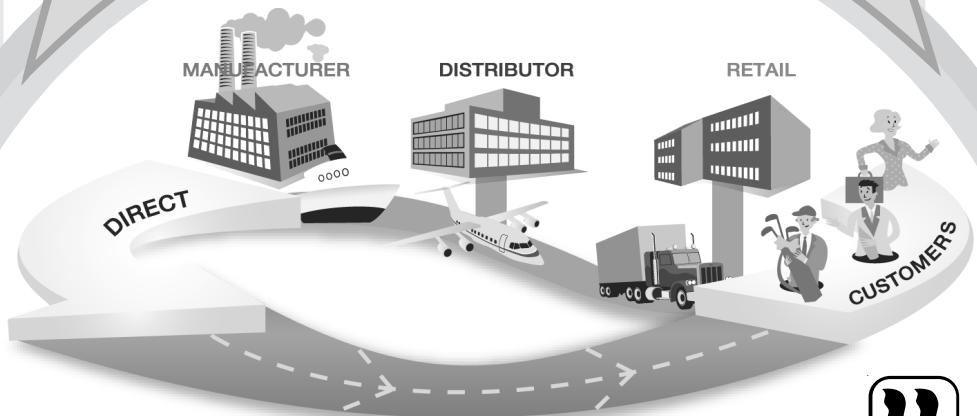 MANUFACTURER
DISTRIBUTOR
RETAIL
DIRECT
CUSTOMERS